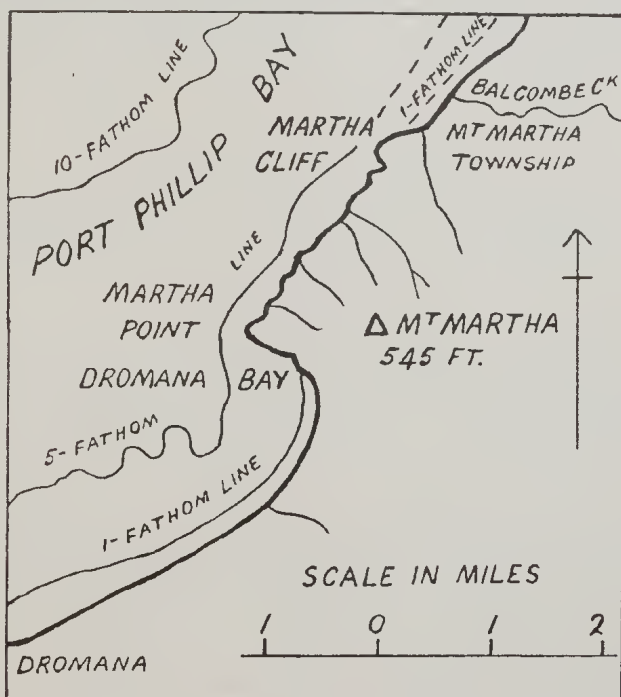 1-FATHOM LINE
BALCOMBE Cᴷ
MT MARTHA
TOWNSHIP
10-FATHOM LINE
PORT PHILLIP BAY
MARTHA
CLIFF
LINE
MARTHA
POINT
Mᵀ MARTHA
545 FT.
DROMANA BAY
5-FATHOM
1-FATHOM LINE
SCALE IN MILES
1 0 1 2
DROMANA